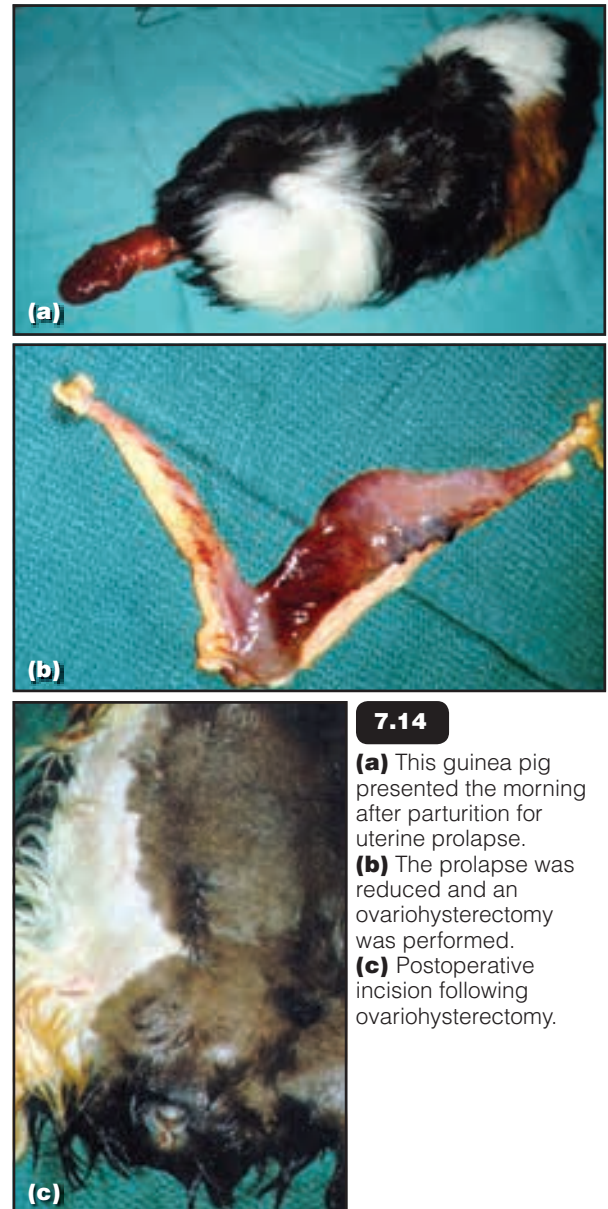 (a)
(b)
(c)
7.14
(a) This guinea pig
presented the morning
after parturition for
uterine prolapse.
(b) The prolapse was
reduced and an
ovariohysterectomy
was performed.
(c) Postoperative
incision following
ovariohysterectomy.